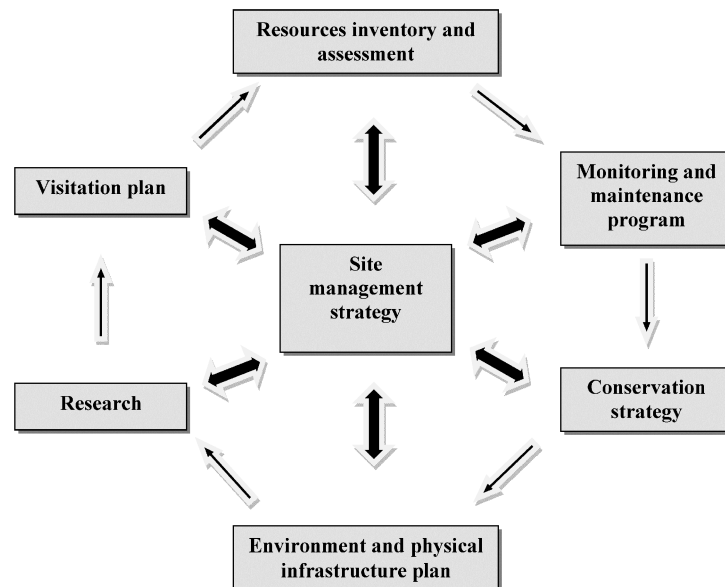 Resources inventory and
assessment
Visitation plan
Monitoring and
maintenance
program
Site
management
strategy
Research
Conservation
strategy
Environment and physical
infrastructure plan